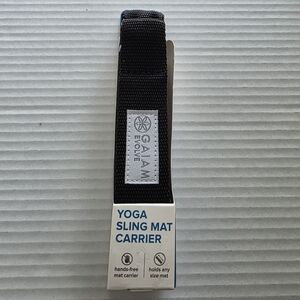 GAIAM
EVOLVE
YOGA
SLING MAT
CARRIER
hands-free
mat carrier
holds any
size mat